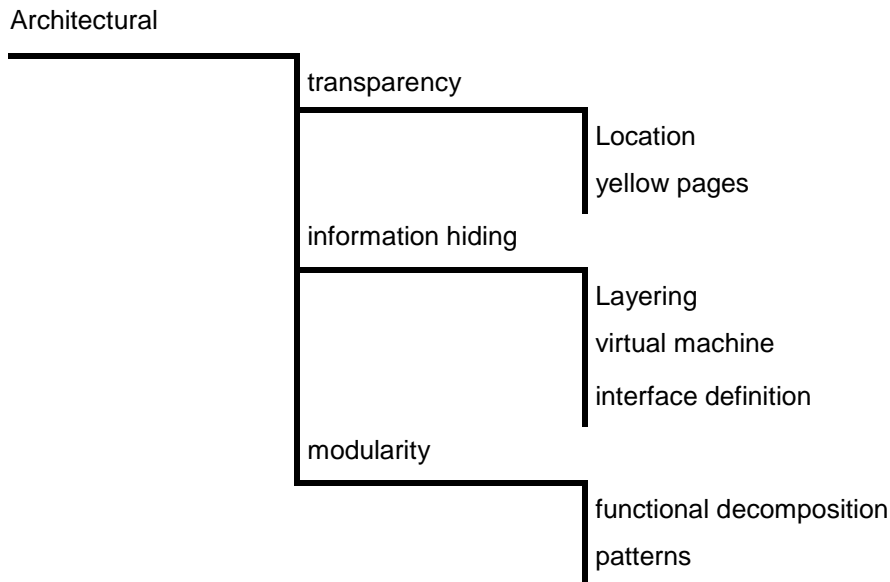 Architectural
transparency
Location
yellow pages
information hiding
Layering
virtual machine
interface definition
modularity
functional decomposition
patterns